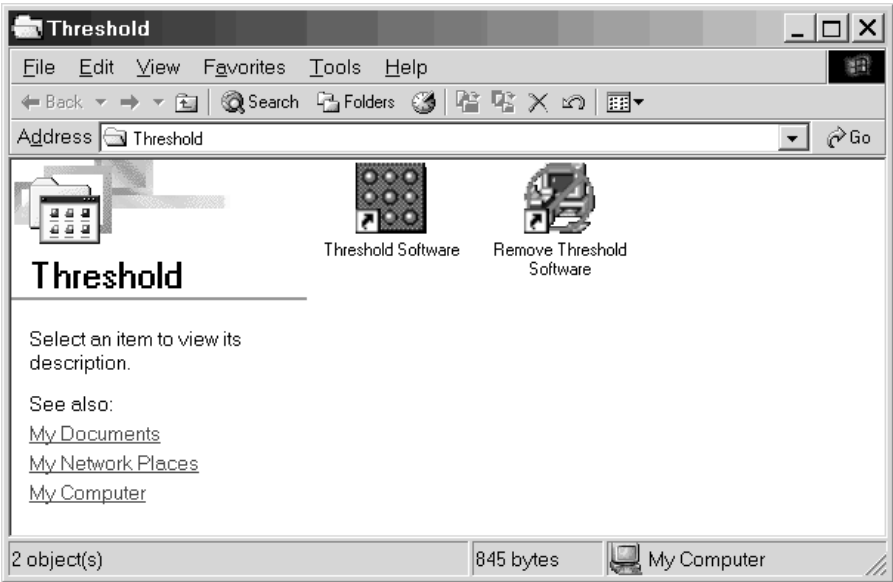 Threshold
File Edit View Favorites Tools Help
Back Search Folders
Address Threshold Go
Threshold Software
Remove Threshold
Software
Threshold
Select an item to view its
description.
See also:
My Documents
My Network Places
My Computer
2 object(s) 845 bytes My Computer